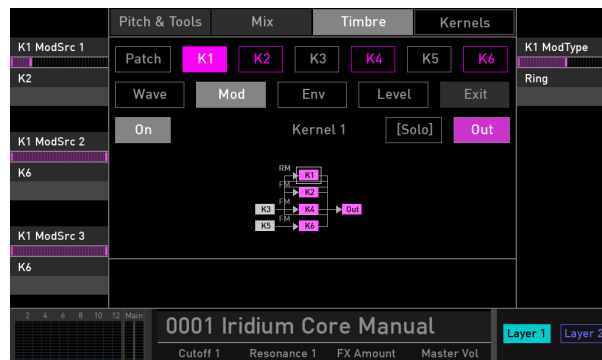 Pitch & Tools Mix Timbre Kernels
K1 ModSrc 1
K2
K1 ModSrc 2
K6
K1 ModSrc 3
K6
Patch K1 K2 K3 K4 K5 K6
Wave Mod Env Level Exit
On Kernel 1 [Solo] Out
RM K1
FM K2
K3 FM K4 Out
K5 FM K6
K1 ModType
Ring
2 4 6 8 10 12 Main
0001 Iridium Core Manual
Cutoff 1 Resonance 1 FX Amount Master Vol
Layer 1 Layer 2